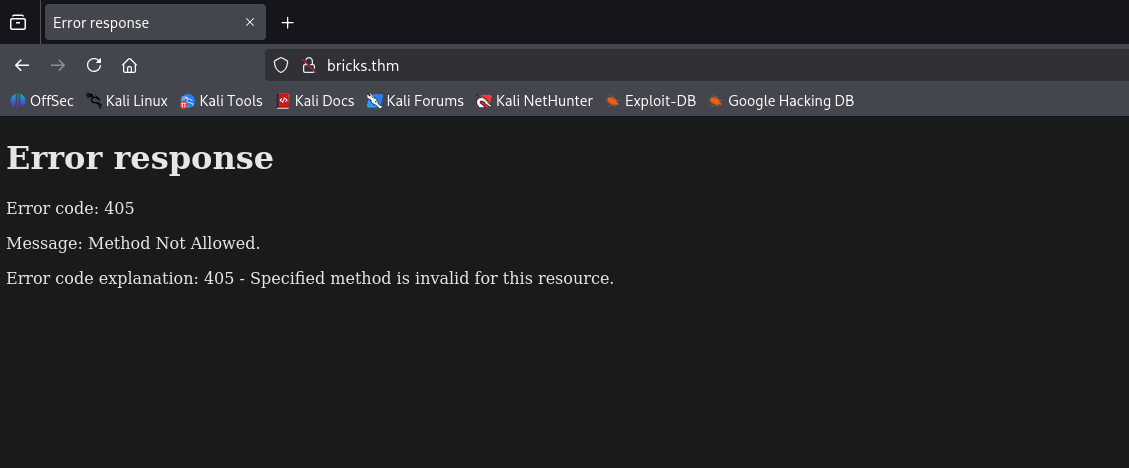 Error response
bricks.thm
OffSec Kali Linux Kali Tools Kali Docs Kali Forums Kali NetHunter Exploit-DB Google Hacking DB
Error response
Error code: 405
Message: Method Not Allowed.
Error code explanation: 405 - Specified method is invalid for this resource.